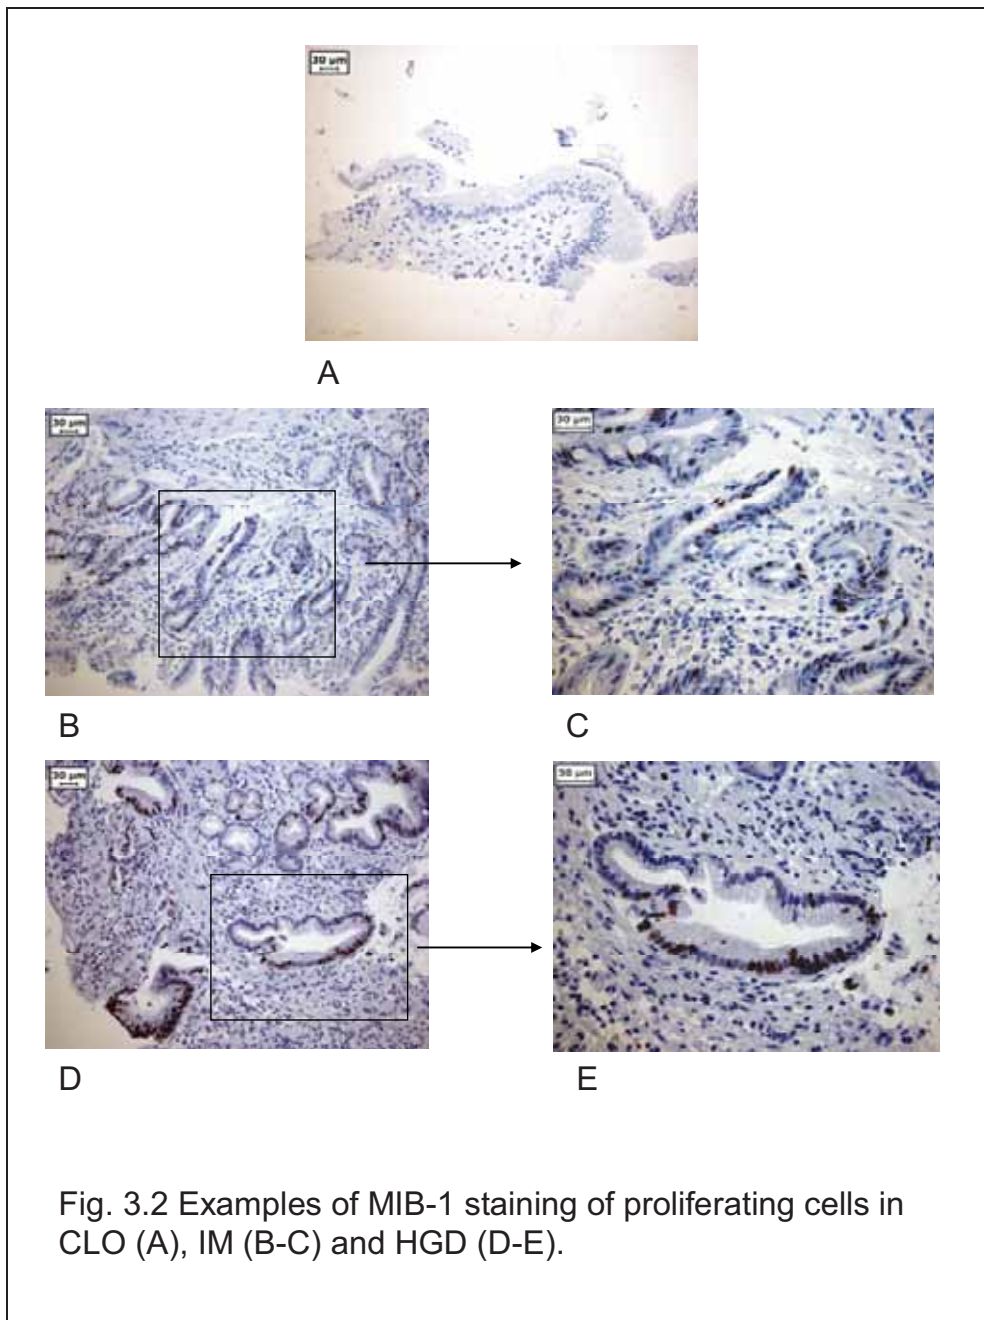 30 µm
A
30 µm
30 µm
B
C
30 µm
30 µm
D
E
Fig. 3.2 Examples of MIB-1 staining of proliferating cells in
CLO (A), IM (B-C) and HGD (D-E).